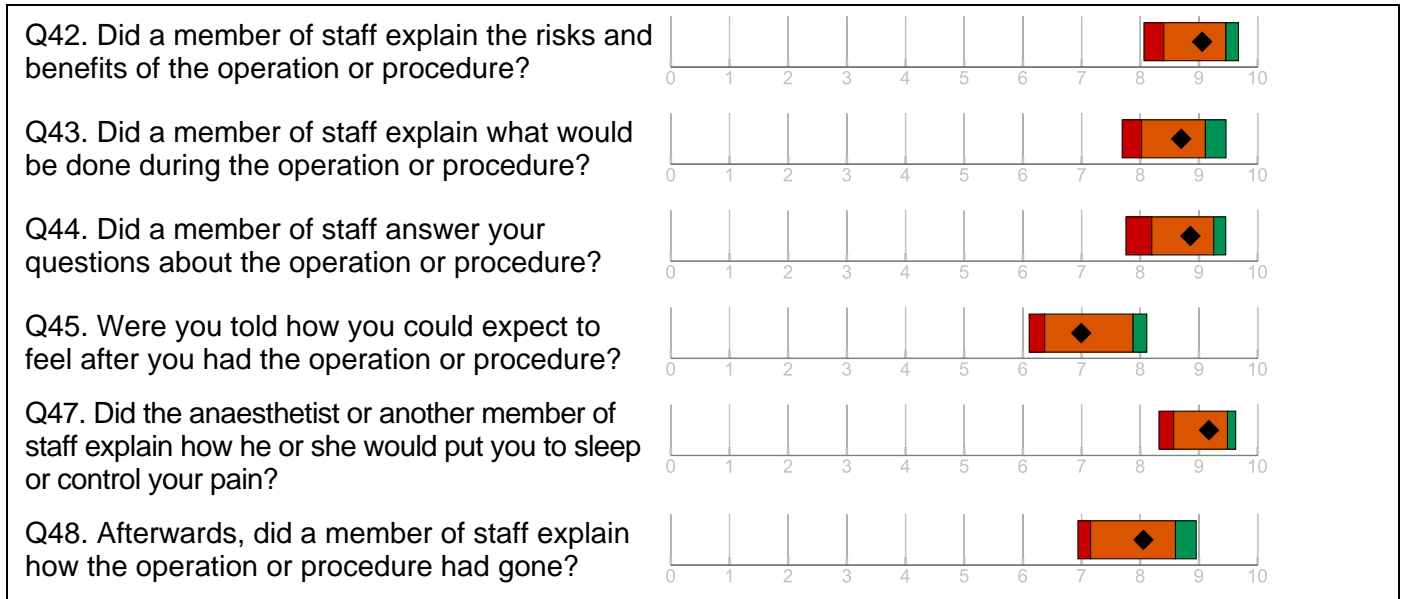 Q42. Did a member of staff explain the risks and
benefits of the operation or procedure?
0 1 2 3 4 5 6 7 8 9 10
Q43. Did a member of staff explain what would
be done during the operation or procedure?
0 1 2 3 4 5 6 7 8 9 10
Q44. Did a member of staff answer your
questions about the operation or procedure?
0 1 2 3 4 5 6 7 8 9 10
Q45. Were you told how you could expect to
feel after you had the operation or procedure?
0 1 2 3 4 5 6 7 8 9 10
Q47. Did the anaesthetist or another member of
staff explain how he or she would put you to sleep
or control your pain?
0 1 2 3 4 5 6 7 8 9 10
Q48. Afterwards, did a member of staff explain
how the operation or procedure had gone?
0 1 2 3 4 5 6 7 8 9 10